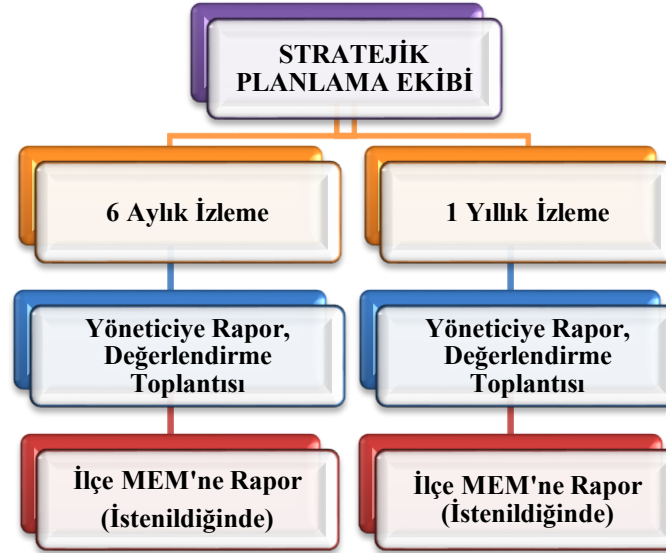 STRATEJİK
PLANLAMA EKİBİ
6 Aylık İzleme
1 Yıllık İzleme
Yöneticiye Rapor,
Değerlendirme
Toplantısı
Yöneticiye Rapor,
Değerlendirme
Toplantısı
İlçe MEM'ne Rapor
(İstenildiğinde)
İlçe MEM'ne Rapor
(İstenildiğinde)